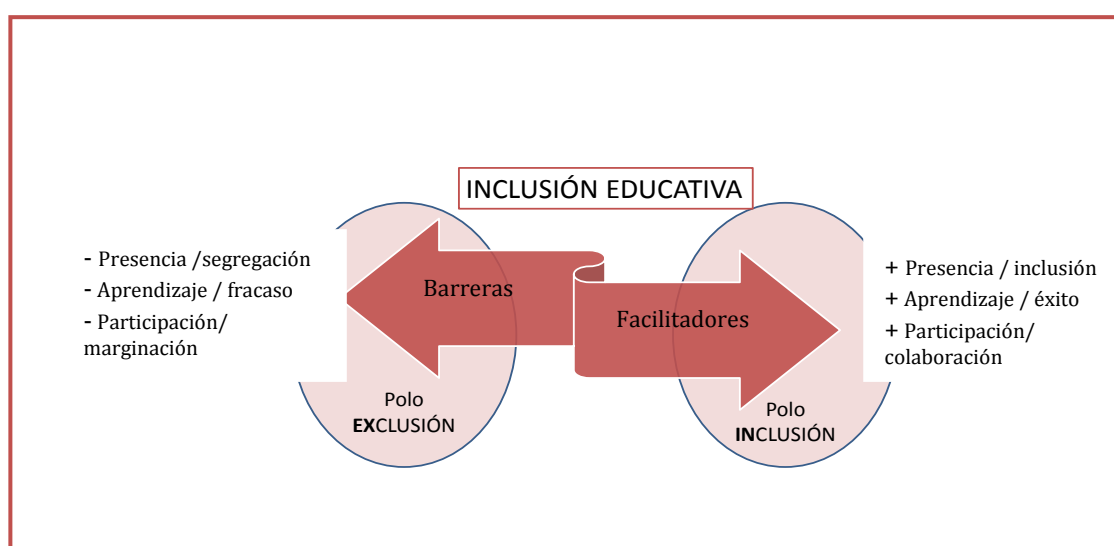 INCLUSIÓN EDUCATIVA
- Presencia /segregación
- Aprendizaje / fracaso
- Participación/
marginación
Barreras
Facilitadores
+ Presencia / inclusión
+ Aprendizaje / éxito
+ Participación/
colaboración
Polo
EXCLUSIÓN
Polo
INCLUSIÓN